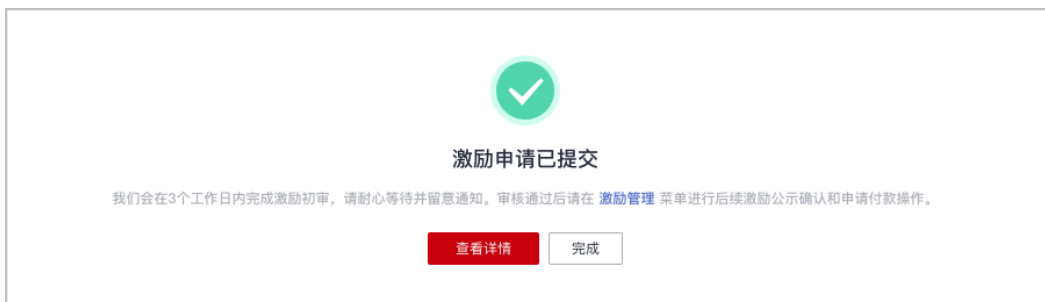 激励申请已提交
我们会在3个工作日内完成激励初审，请耐心等待并留意通知。审核通过后请在 激励管理 菜单进行后续激励公示确认和申请付款操作。
查看详情 完成